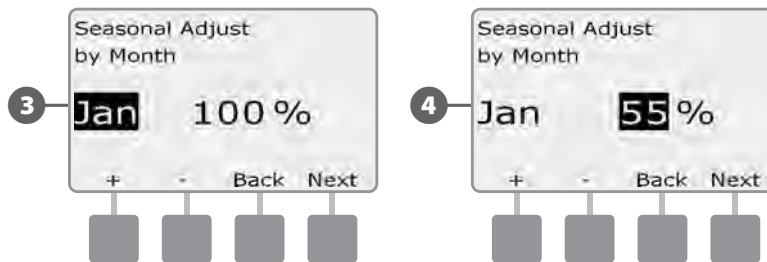 Seasonal Adjust
by Month
3
Jan 100 %
+ - Back Next
Seasonal Adjust
by Month
4
Jan 55 %
+ - Back Next